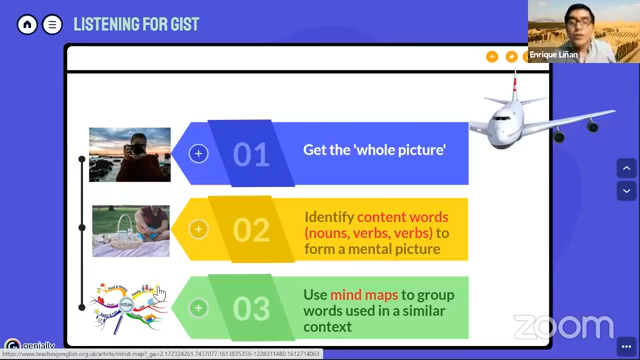 LISTENING FOR GIST
Enrique Liñan
01
Get the 'whole picture'
02
Identify content words
(nouns, verbs, verbs) to
form a mental picture
03
Use mind maps to group
words used in a similar
context
zoom
genially
https://www.teachingenglish.org.uk/article/mind-map?_ga=2.172324261.7437077.1613835359-1228311480.1612714063